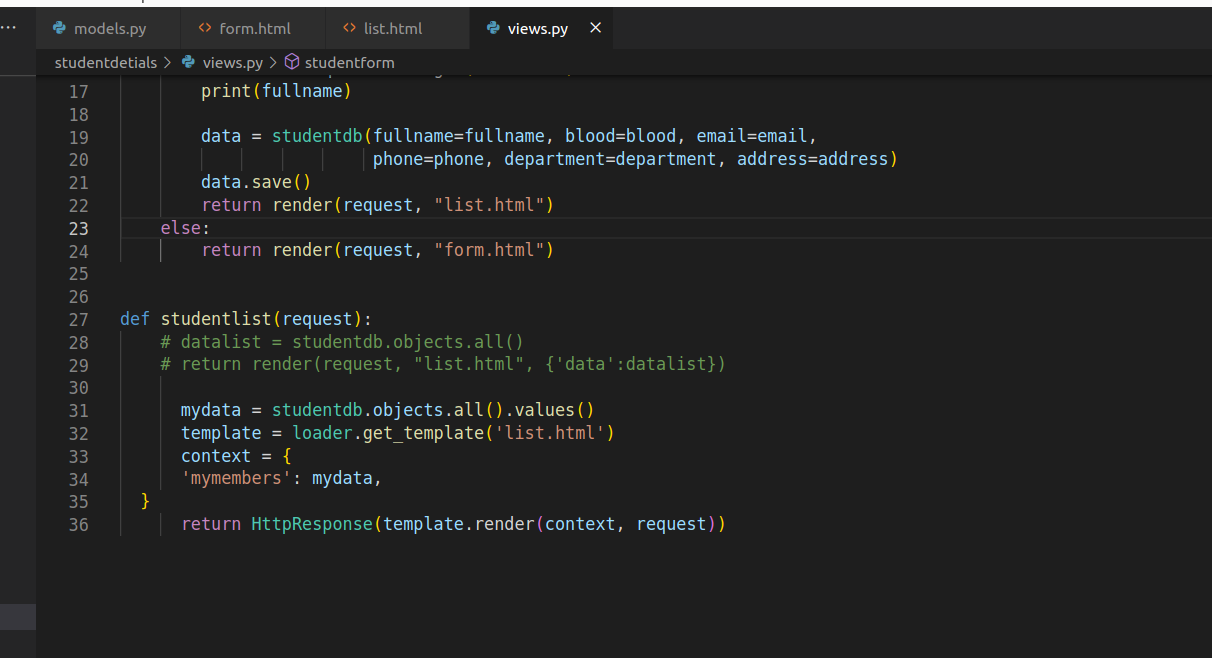 ...
models.py <> form.html <> list.html views.py ×
studentdetials > views.py > studentform
17 print(fullname)
18
19 data = studentdb(fullname=fullname, blood=blood, email=email,
20 phone=phone, department=department, address=address)
21 data.save()
22 return render(request, "list.html")
23 else:
24 return render(request, "form.html")
25
26
27 def studentlist(request):
28 # datalist = studentdb.objects.all()
29 # return render(request, "list.html", {'data':datalist})
30
31 mydata = studentdb.objects.all().values()
32 template = loader.get_template('list.html')
33 context = {
34 'mymembers': mydata,
35 }
36 return HttpResponse(template.render(context, request))